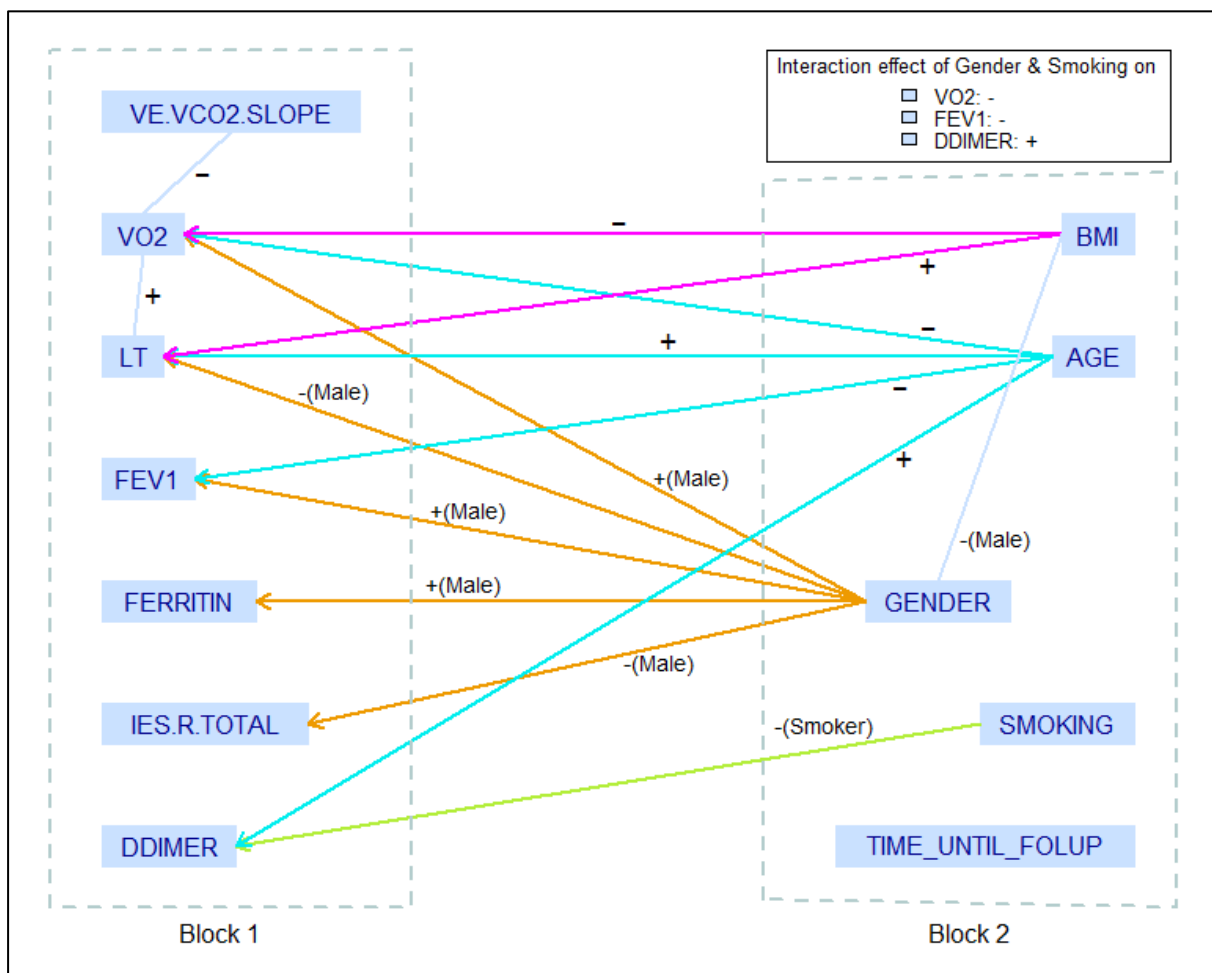 Interaction effect of Gender & Smoking on
VO2: -
FEV1: -
DDIMER: +
VE.VCO2.SLOPE
−
VO2
−
BMI
+
+
LT
+
−
AGE
-(Male)
−
FEV1
+
+(Male)
+(Male)
-(Male)
FERRITIN
+(Male)
GENDER
-(Male)
IES.R.TOTAL
-(Smoker)
SMOKING
DDIMER
TIME_UNTIL_FOLUP
Block 1
Block 2